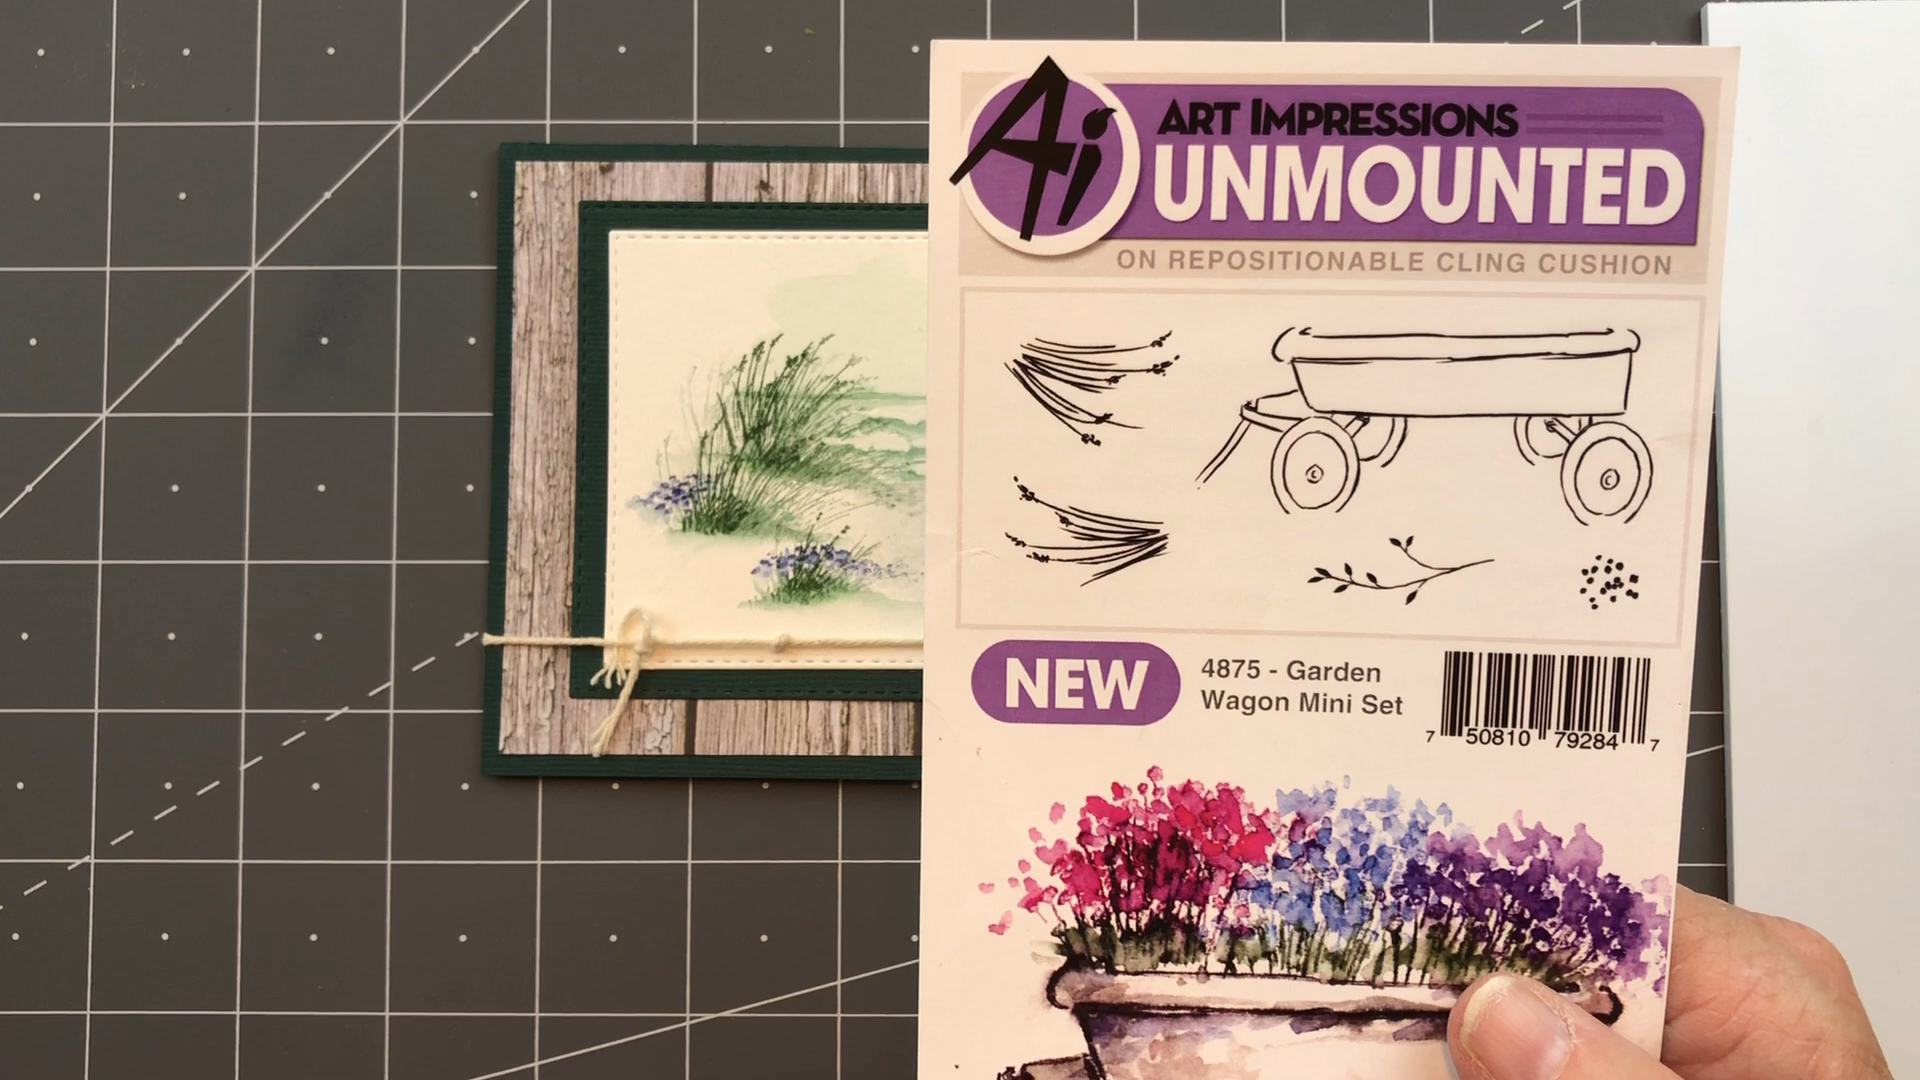 Ai
ART IMPRESSIONS
UNMOUNTED
ON REPOSITIONABLE CLING CUSHION
NEW
4875 - Garden
Wagon Mini Set
7 50810 79284 7